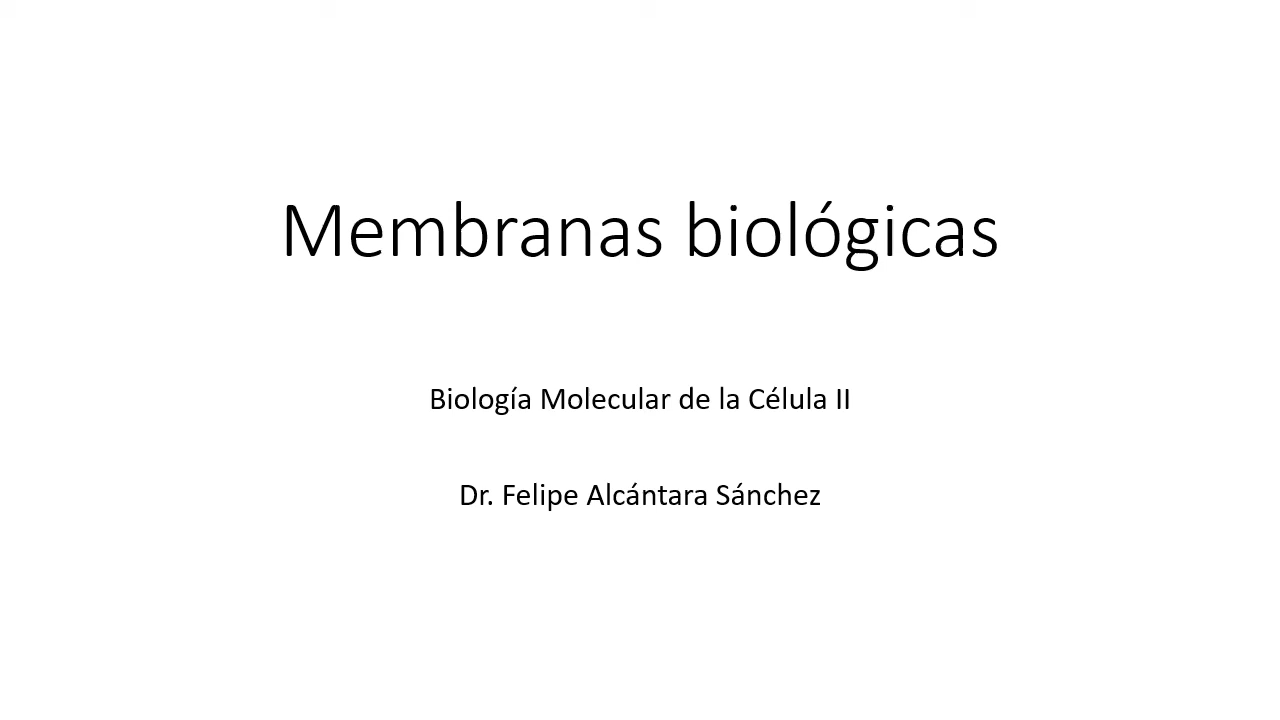 Membranas biológicas
Biología Molecular de la Célula II
Dr. Felipe Alcántara Sánchez